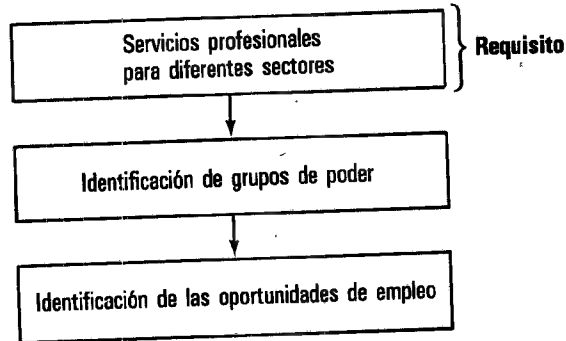 Servicios profesionales
para diferentes sectores
Requisito
Identificación de grupos de poder
Identificación de las oportunidades de empleo